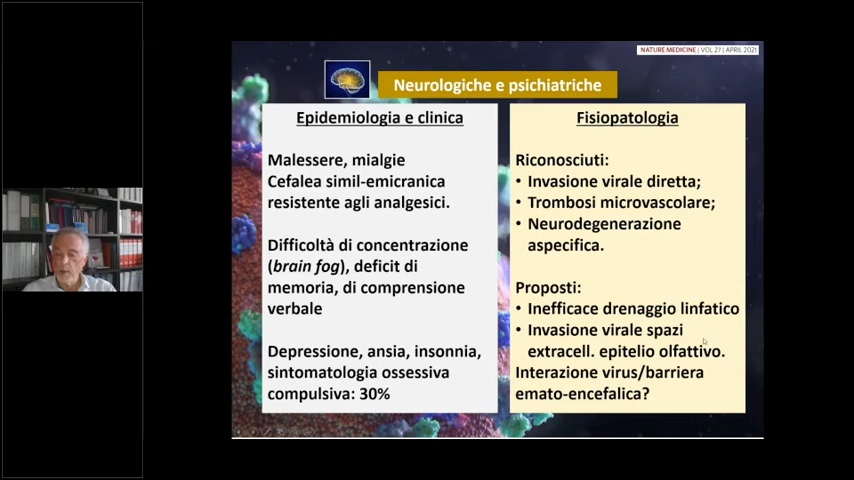 NATURE MEDICINE | VOL 27 | APRIL 2021
Neurologiche e psichiatriche
Epidemiologia e clinica
Malessere, mialgie
Cefalea simil-emicranica
resistente agli analgesici.
Difficoltà di concentrazione
(brain fog), deficit di
memoria, di comprensione
verbale
Depressione, ansia, insonnia,
sintomatologia ossessiva
compulsiva: 30%
Fisiopatologia
Riconosciuti:
• Invasione virale diretta;
• Trombosi microvascolare;
• Neurodegenerazione
aspecifica.
Proposti:
• Inefficace drenaggio linfatico
• Invasione virale spazi
extracell. epitelio olfattivo.
Interazione virus/barriera
emato-encefalica?